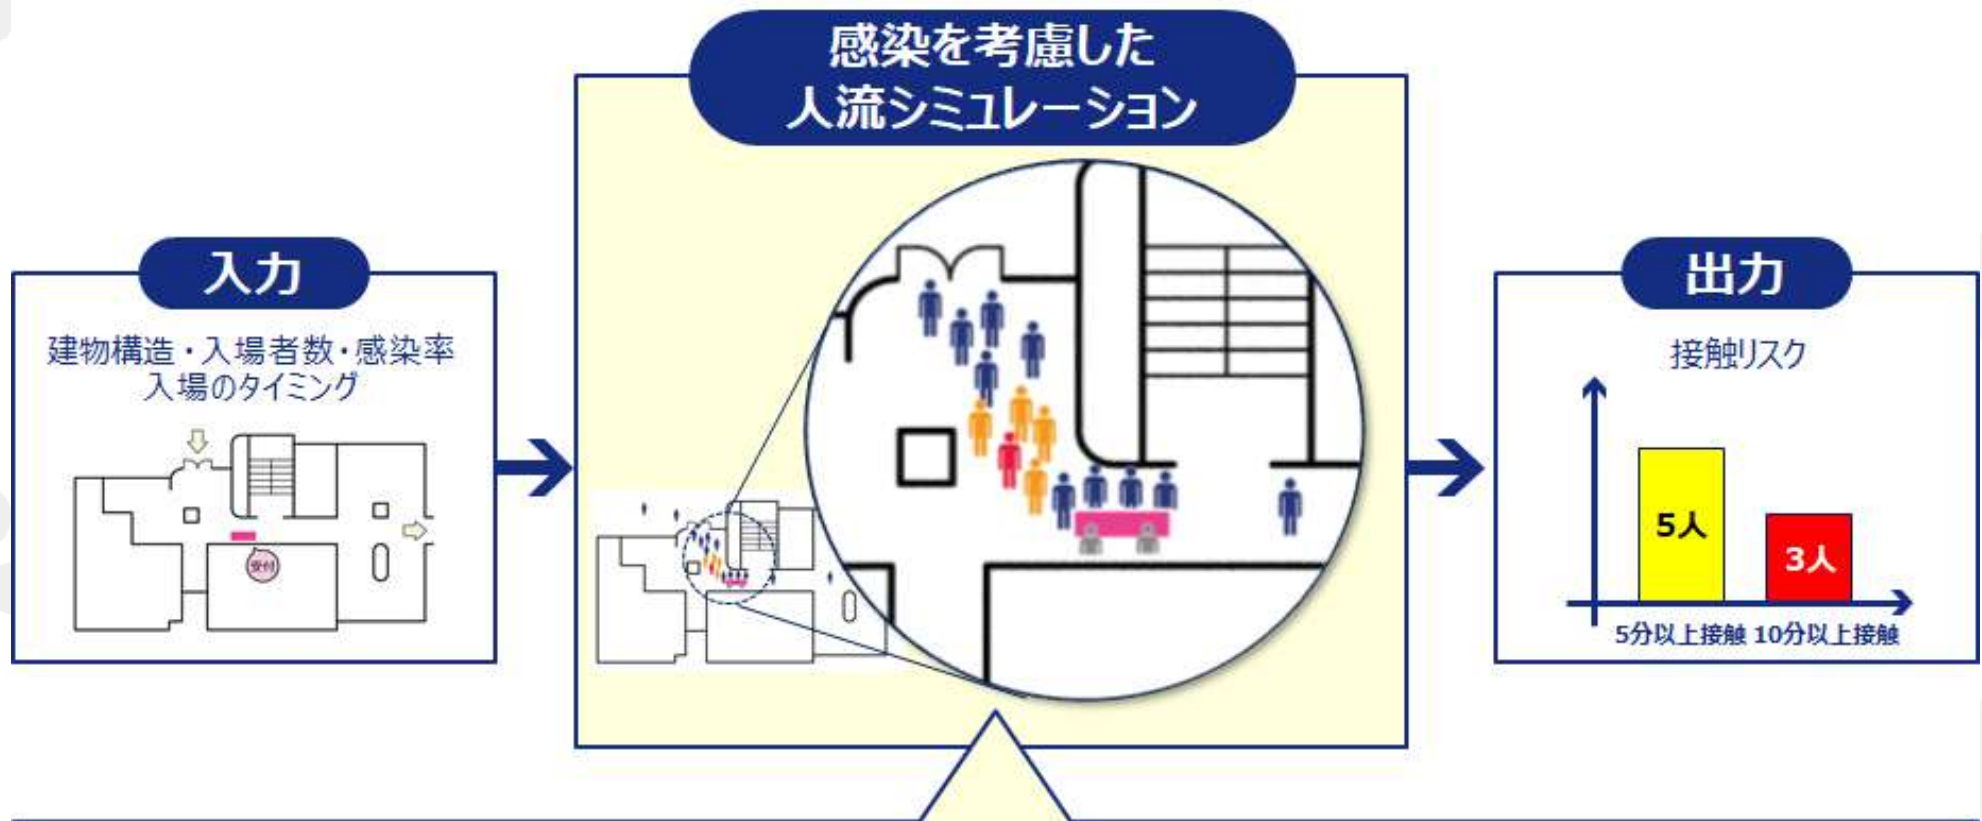 感染を考慮した
人流シミュレーション
入力
建物構造・入場者数・感染率
入場のタイミング
受付
出力
接触リスク
5人
3人
5分以上接触 10分以上接触